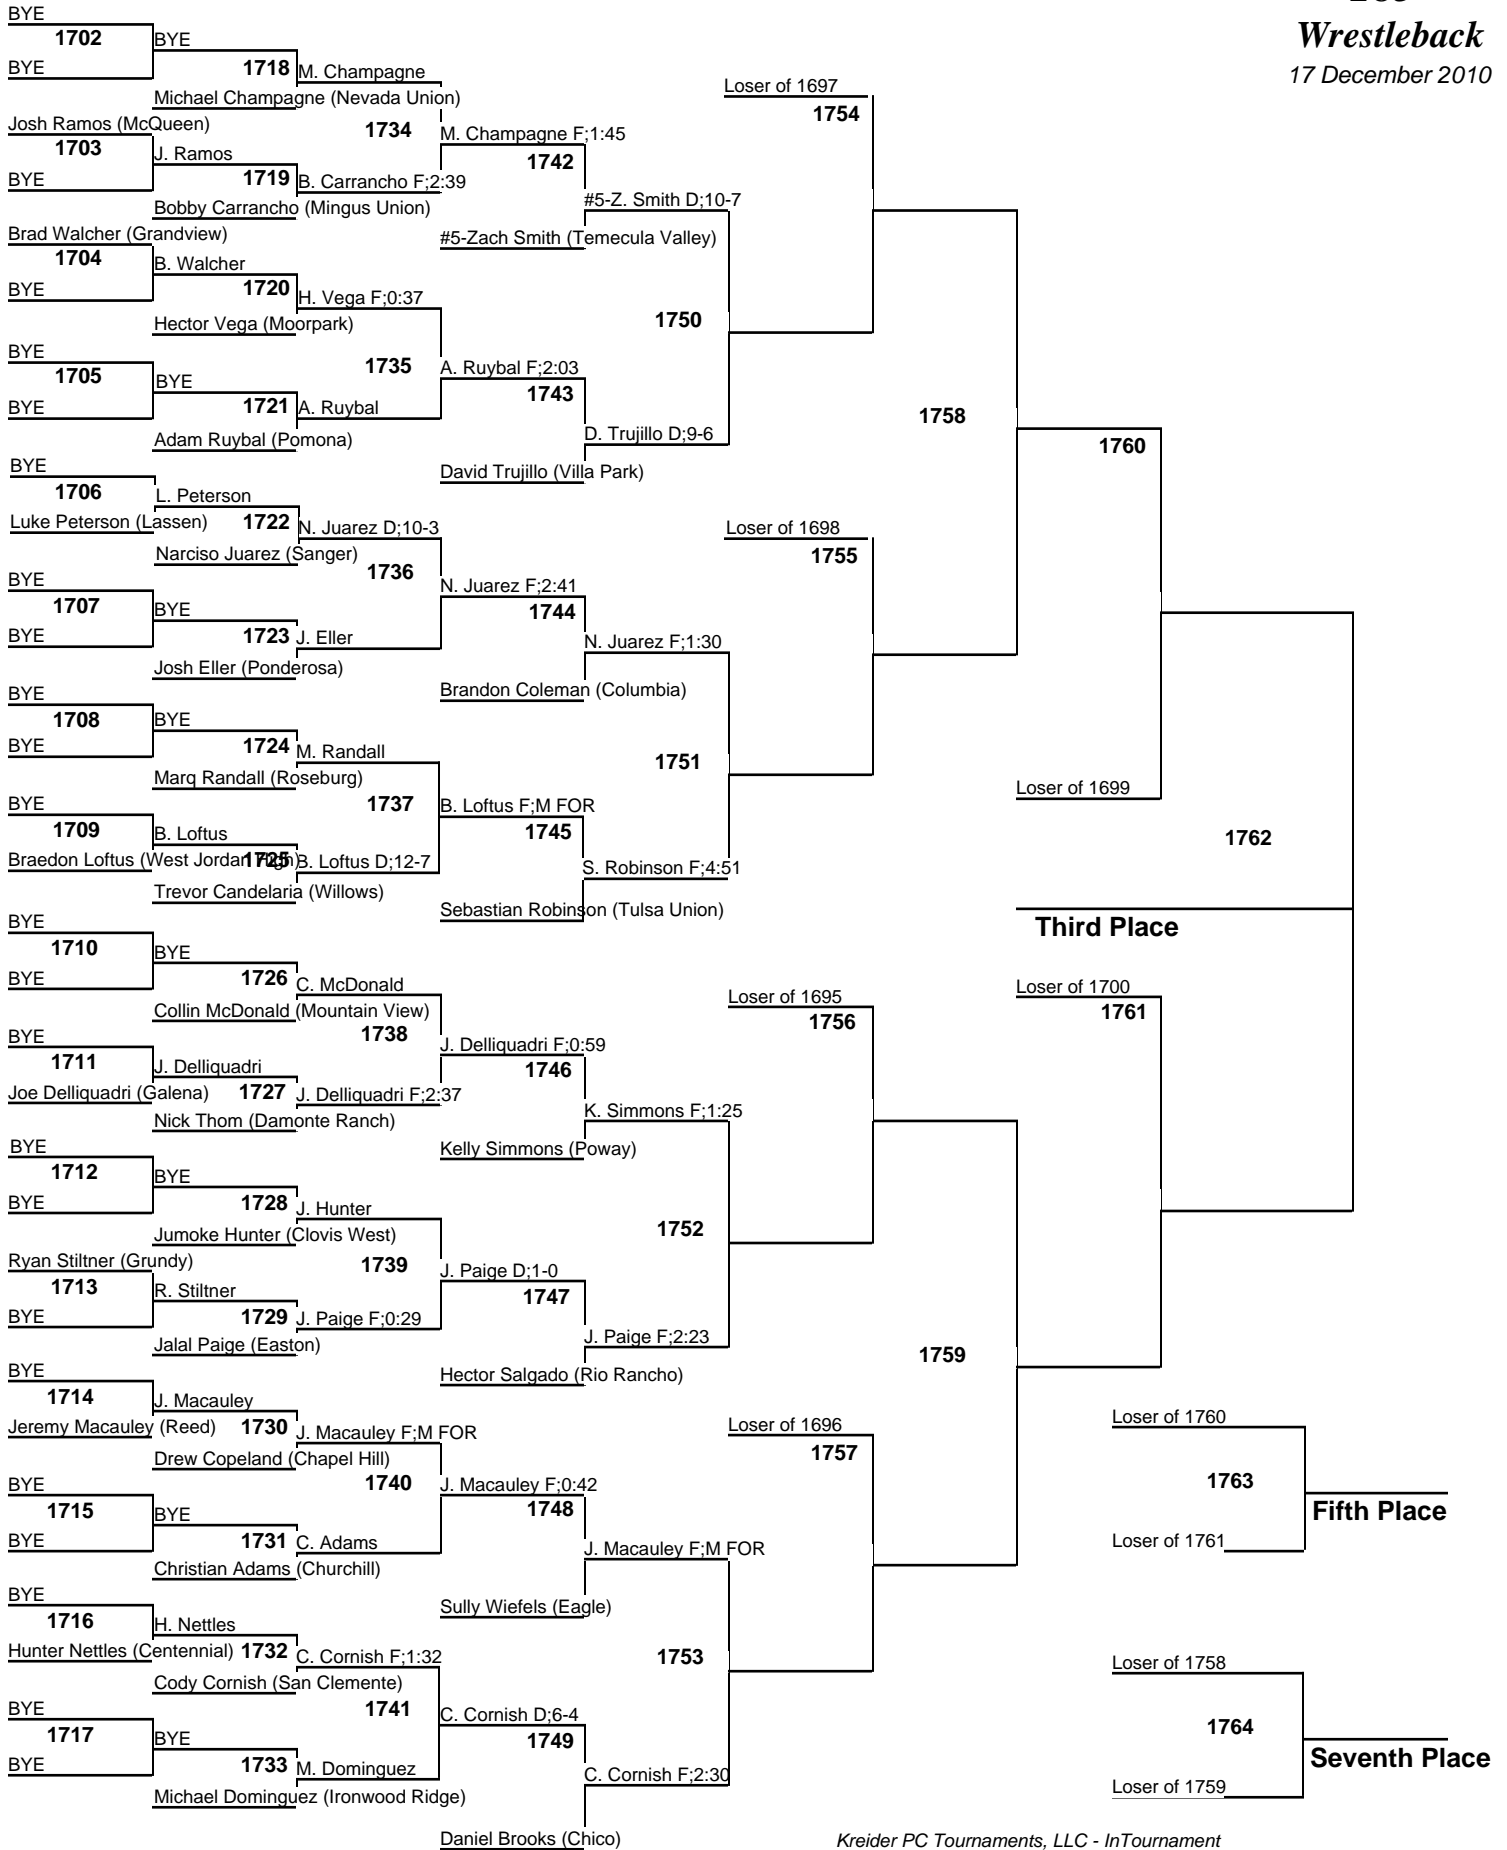 Wrestleback
17 December 2010
BYE
1702
BYE
BYE
1718
M. Champagne
Michael Champagne (Nevada Union)
Josh Ramos (McQueen)
1703
J. Ramos
BYE
1719
B. Carrancho F;2:39
Bobby Carrancho (Mingus Union)
1734
M. Champagne F;1:45
1742
#5-Z. Smith D;10-7
#5-Zach Smith (Temecula Valley)
Loser of 1697
1754
Brad Walcher (Grandview)
1704
B. Walcher
BYE
1720
H. Vega F;0:37
Hector Vega (Moorpark)
1750
BYE
1705
BYE
BYE
1721
A. Ruybal
Adam Ruybal (Pomona)
1735
A. Ruybal F;2:03
1743
D. Trujillo D;9-6
David Trujillo (Villa Park)
1758
1760
BYE
1706
L. Peterson
Luke Peterson (Lassen)
1722
N. Juarez D;10-3
Narciso Juarez (Sanger)
1736
Loser of 1698
1755
BYE
1707
BYE
BYE
1723
J. Eller
Josh Eller (Ponderosa)
N. Juarez F;2:41
1744
N. Juarez F;1:30
Brandon Coleman (Columbia)
BYE
1708
BYE
BYE
1724
M. Randall
Marq Randall (Roseburg)
1751
1737
Loser of 1699
BYE
1709
B. Loftus
Braedon Loftus (West Jordan High)
1725
B. Loftus D;12-7
Trevor Candelaria (Willows)
B. Loftus F;M FOR
1745
S. Robinson F;4:51
Sebastian Robinson (Tulsa Union)
1762
Third Place
BYE
1710
BYE
BYE
1726
C. McDonald
Collin McDonald (Mountain View)
1738
Loser of 1695
1756
Loser of 1700
1761
BYE
1711
J. Delliquadri
Joe Delliquadri (Galena)
1727
J. Delliquadri F;2:37
Nick Thom (Damonte Ranch)
J. Delliquadri F;0:59
1746
K. Simmons F;1:25
Kelly Simmons (Poway)
BYE
1712
BYE
BYE
1728
J. Hunter
Jumoke Hunter (Clovis West)
1752
Ryan Stiltner (Grundy)
1713
R. Stiltner
BYE
1729
J. Paige F;0:29
Jalal Paige (Easton)
1739
J. Paige D;1-0
1747
J. Paige F;2:23
Hector Salgado (Rio Rancho)
1759
BYE
1714
J. Macauley
Jeremy Macauley (Reed)
1730
J. Macauley F;M FOR
Drew Copeland (Chapel Hill)
1740
Loser of 1696
1757
Loser of 1760
1763
Fifth Place
Loser of 1761
BYE
1715
BYE
BYE
1731
C. Adams
Christian Adams (Churchill)
J. Macauley F;0:42
1748
J. Macauley F;M FOR
Sully Wiefels (Eagle)
BYE
1716
H. Nettles
Hunter Nettles (Centennial)
1732
C. Cornish F;1:32
Cody Cornish (San Clemente)
1753
1741
Loser of 1758
1764
Seventh Place
Loser of 1759
BYE
1717
BYE
BYE
1733
M. Dominguez
Michael Dominguez (Ironwood Ridge)
C. Cornish D;6-4
1749
C. Cornish F;2:30
Daniel Brooks (Chico)
Kreider PC Tournaments, LLC - InTournament